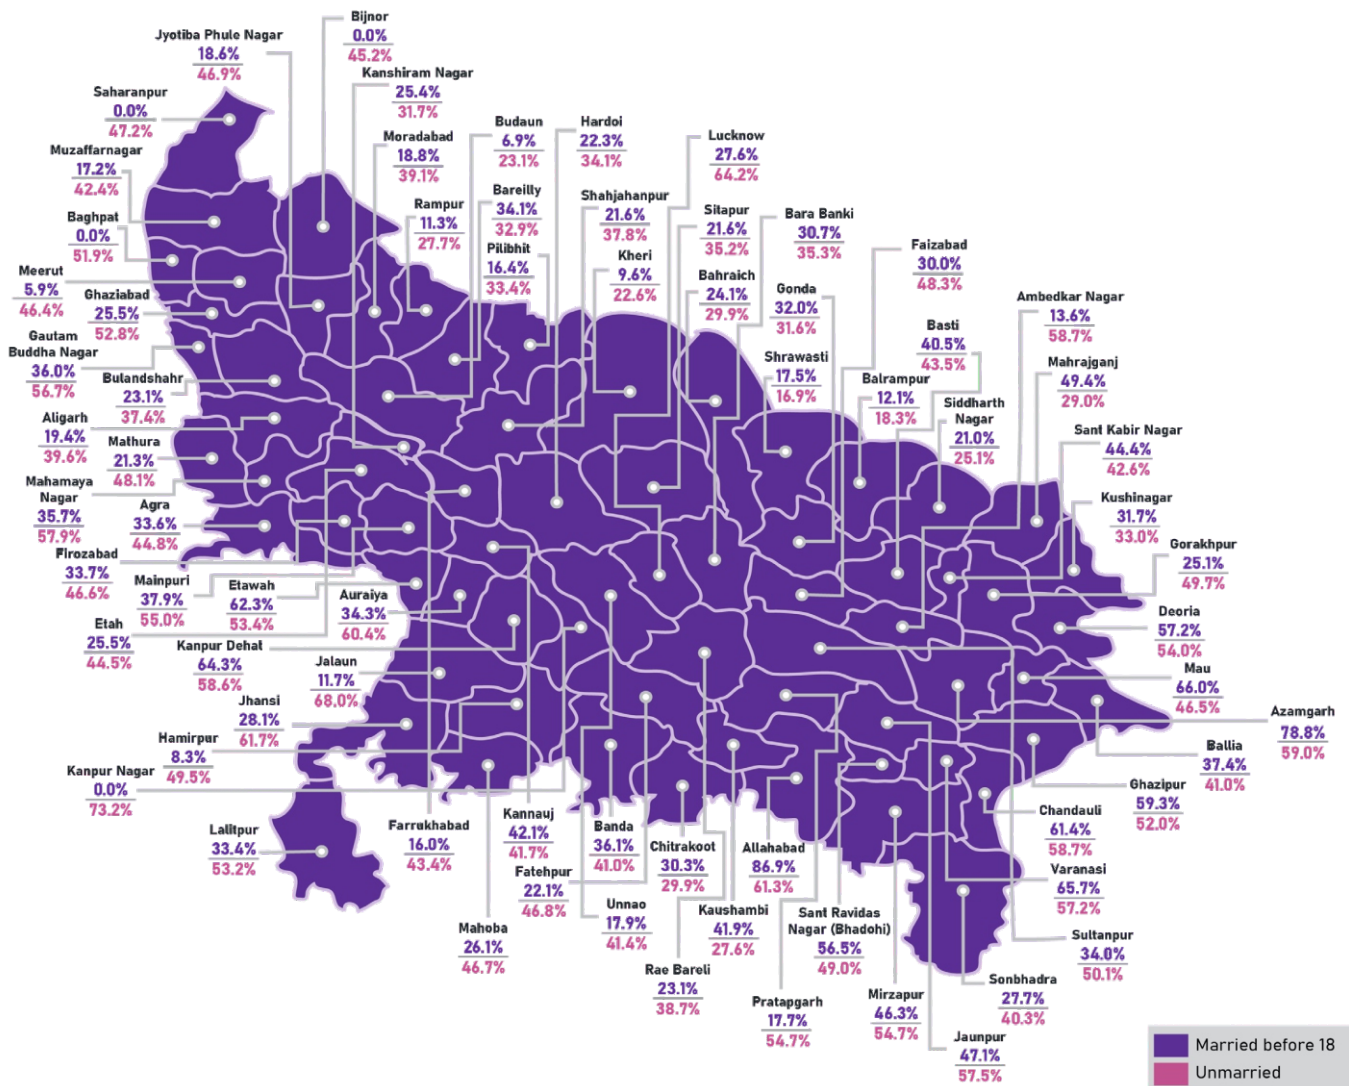 Bijnor
0.0%
45.2%
Jyotiba Phule Nagar
18.6%
46.9%
Kanshiram Nagar
25.4%
31.7%
Saharanpur
0.0%
47.2%
Budaun
6.9%
23.1%
Hardoi
22.3%
34.1%
Lucknow
27.6%
64.2%
Moradabad
18.8%
39.1%
Muzaffarnagar
17.2%
42.4%
Bareilly
34.1%
32.9%
Shahjahanpur
21.6%
37.8%
Rampur
11.3%
27.7%
Sitapur
21.6%
35.2%
Bara Banki
30.7%
35.3%
Baghpat
0.0%
51.9%
Faizabad
30.0%
48.3%
Pilibhit
16.4%
33.4%
Kheri
9.6%
22.6%
Meerut
5.9%
46.4%
Bahraich
24.1%
29.9%
Gonda
32.0%
31.6%
Ghaziabad
25.5%
52.8%
Ambedkar Nagar
13.6%
58.7%
Basti
40.5%
43.5%
Gautam
Buddha Nagar
36.0%
56.7%
Shrawasti
17.5%
16.9%
Mahrajganj
49.4%
29.0%
Bulandshahr
23.1%
37.4%
Balrampur
12.1%
18.3%
Siddharth
Nagar
21.0%
25.1%
Aligarh
19.4%
39.6%
Sant Kabir Nagar
44.4%
42.6%
Mathura
21.3%
48.1%
Mahamaya
Nagar
35.7%
57.9%
Kushinagar
31.7%
33.0%
Agra
33.6%
44.8%
Gorakhpur
25.1%
49.7%
Firozabad
33.7%
46.6%
Mainpuri
37.9%
55.0%
Etawah
62.3%
53.4%
Auraiya
34.3%
60.4%
Deoria
57.2%
54.0%
Etah
25.5%
44.5%
Kanpur Dehat
64.3%
58.6%
Jalaun
11.7%
68.0%
Mau
66.0%
46.5%
Jhansi
28.1%
61.7%
Azamgarh
78.8%
59.0%
Hamirpur
8.3%
49.5%
Ballia
37.4%
41.0%
Kanpur Nagar
0.0%
73.2%
Ghazipur
59.3%
52.0%
Chandauli
61.4%
58.7%
Lalitpur
33.4%
53.2%
Farrukhabad
16.0%
43.4%
Kannauj
42.1%
41.7%
Banda
36.1%
41.0%
Chitrakoot
30.3%
29.9%
Allahabad
86.9%
61.3%
Fatehpur
22.1%
46.8%
Varanasi
65.7%
57.2%
Unnao
17.9%
41.4%
Kaushambi
41.9%
27.6%
Sant Ravidas
Nagar (Bhadohi)
56.5%
49.0%
Mahoba
26.1%
46.7%
Sultanpur
34.0%
50.1%
Rae Bareli
23.1%
38.7%
Sonbhadra
27.7%
40.3%
Mirzapur
46.3%
54.7%
Pratapgarh
17.7%
54.7%
Jaunpur
47.1%
57.5%
Married before 18
Unmarried